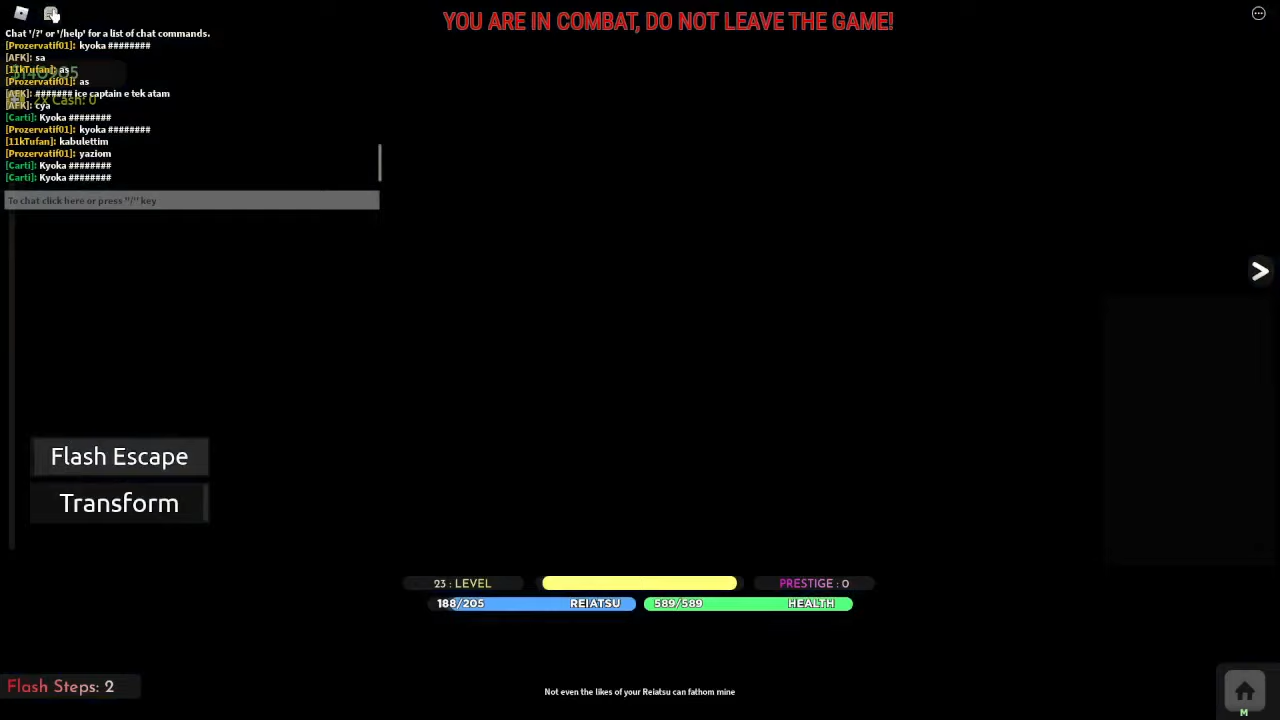 YOU ARE IN COMBAT, DO NOT LEAVE THE GAME!
Chat '/?' or '/help' for a list of chat commands.
[Prozervatif01]: kyoka ########
[AFK]: sa
[11kTufan]: as
[Prozervatif01]: as
[AFK]: ####### ice captain e tek atam
2x Cash: 0
[AFK]: cya
[Carti]: Kyoka ########
[Prozervatif01]: kyoka ########
[11kTufan]: kabulettim
[Prozervatif01]: yaziom
[Carti]: Kyoka ########
[Carti]: Kyoka ########
To chat click here or press "/" key
>
Flash Escape
Transform
23 : LEVEL
PRESTIGE : 0
188/205 REIATSU
589/589 HEALTH
Flash Steps: 2
Not even the likes of your Reiatsu can fathom mine
M